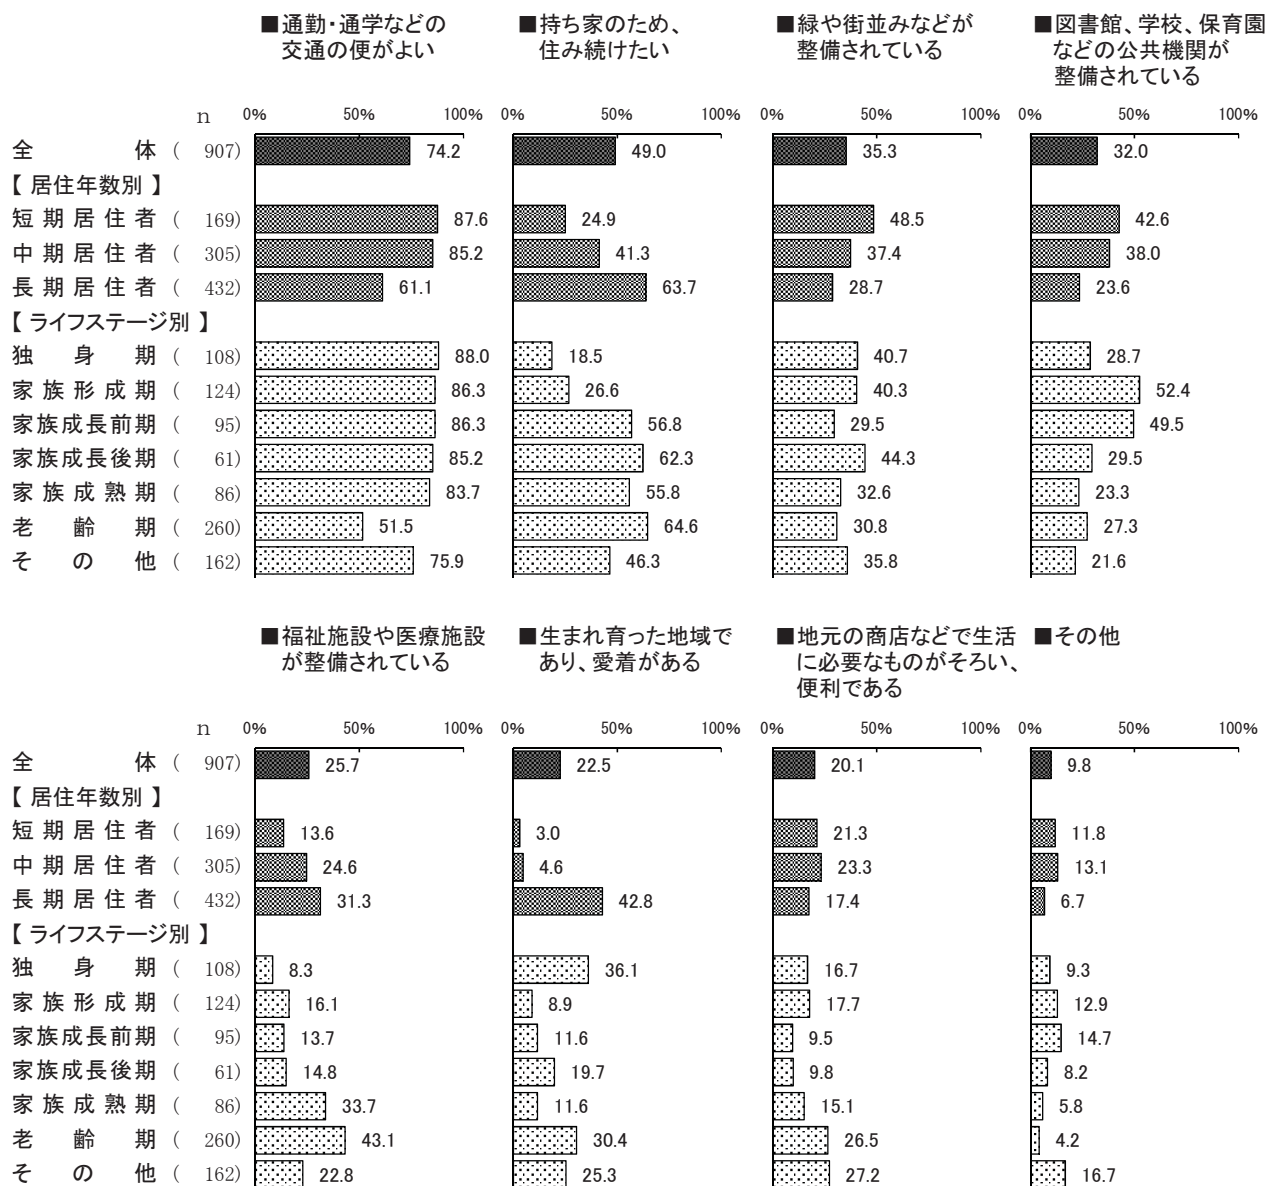 ■通勤・通学などの
交通の便がよい
■持ち家のため、
住み続けたい
■緑や街並みなどが
整備されている
■図書館、学校、保育園
などの公共機関が
整備されている
n 0% 50% 100% 0% 50% 100% 0% 50% 100% 0% 50% 100%
全体 ( 907) 74.2 49.0 35.3 32.0
【居住年数別】
短期居住者 ( 169) 87.6 24.9 48.5 42.6
中期居住者 ( 305) 85.2 41.3 37.4 38.0
長期居住者 ( 432) 61.1 63.7 28.7 23.6
【ライフステージ別】
独身期 ( 108) 88.0 18.5 40.7 28.7
家族形成期 ( 124) 86.3 26.6 40.3 52.4
家族成長前期 ( 95) 86.3 56.8 29.5 49.5
家族成長後期 ( 61) 85.2 62.3 44.3 29.5
家族成熟期 ( 86) 83.7 55.8 32.6 23.3
老齢期 ( 260) 51.5 64.6 30.8 27.3
その他 ( 162) 75.9 46.3 35.8 21.6
■福祉施設や医療施設
が整備されている
■生まれ育った地域で
あり、愛着がある
■地元の商店などで生活
に必要なものがそろい、
便利である
■その他
n 0% 50% 100% 0% 50% 100% 0% 50% 100% 0% 50% 100%
全体 ( 907) 25.7 22.5 20.1 9.8
【居住年数別】
短期居住者 ( 169) 13.6 3.0 21.3 11.8
中期居住者 ( 305) 24.6 4.6 23.3 13.1
長期居住者 ( 432) 31.3 42.8 17.4 6.7
【ライフステージ別】
独身期 ( 108) 8.3 36.1 16.7 9.3
家族形成期 ( 124) 16.1 8.9 17.7 12.9
家族成長前期 ( 95) 13.7 11.6 9.5 14.7
家族成長後期 ( 61) 14.8 19.7 9.8 8.2
家族成熟期 ( 86) 33.7 11.6 15.1 5.8
老齢期 ( 260) 43.1 30.4 26.5 4.2
その他 ( 162) 22.8 25.3 27.2 16.7